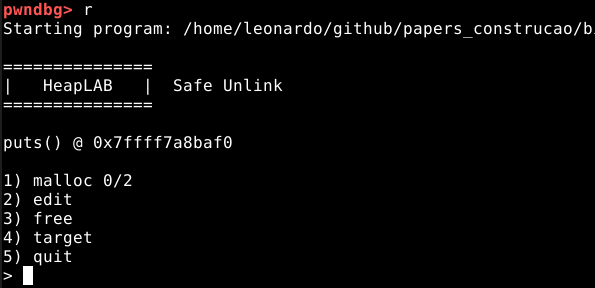 pwndbg> r
Starting program: /home/leonardo/github/papers_construcao/b
===============
|   HeapLAB   |  Safe Unlink
===============
puts() @ 0x7ffff7a8baf0
1) malloc 0/2
2) edit
3) free
4) target
5) quit
>